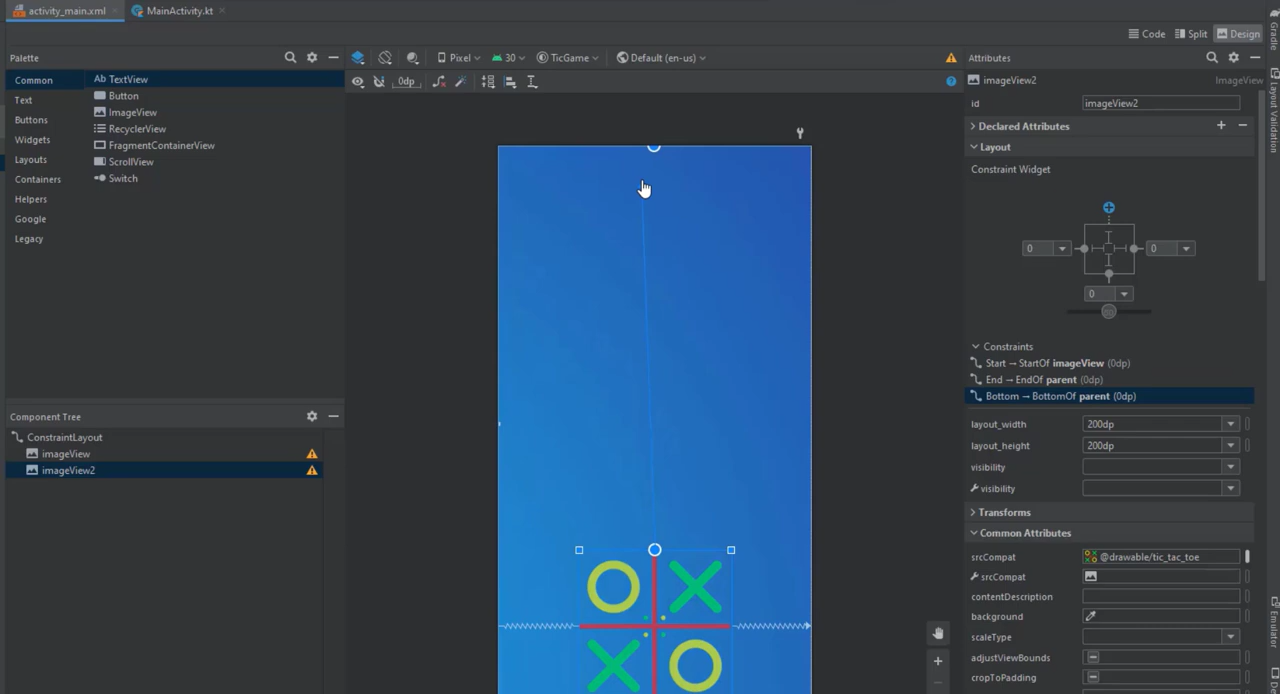 activity_main.xml
MainActivity.kt
Code
Split
Design
Palette
Pixel
30
TicGame
Default (en-us)
Attributes
Common
Ab TextView
0dp
imageView2
ImageView
Text
Button
id
imageView2
Buttons
ImageView
Declared Attributes
Widgets
RecyclerView
Layout
Layouts
FragmentContainerView
Constraint Widget
Containers
ScrollView
Helpers
Switch
Google
Legacy
0
0
0
Constraints
Start → StartOf imageView (0dp)
End → EndOf parent (0dp)
Bottom → BottomOf parent (0dp)
Component Tree
ConstraintLayout
imageView
imageView2
layout_width
200dp
layout_height
200dp
visibility
visibility
Transforms
Common Attributes
srcCompat
@drawable/tic_tac_toe
srcCompat
contentDescription
background
scaleType
adjustViewBounds
cropToPadding
Gradle
Layout Validation
Emulator